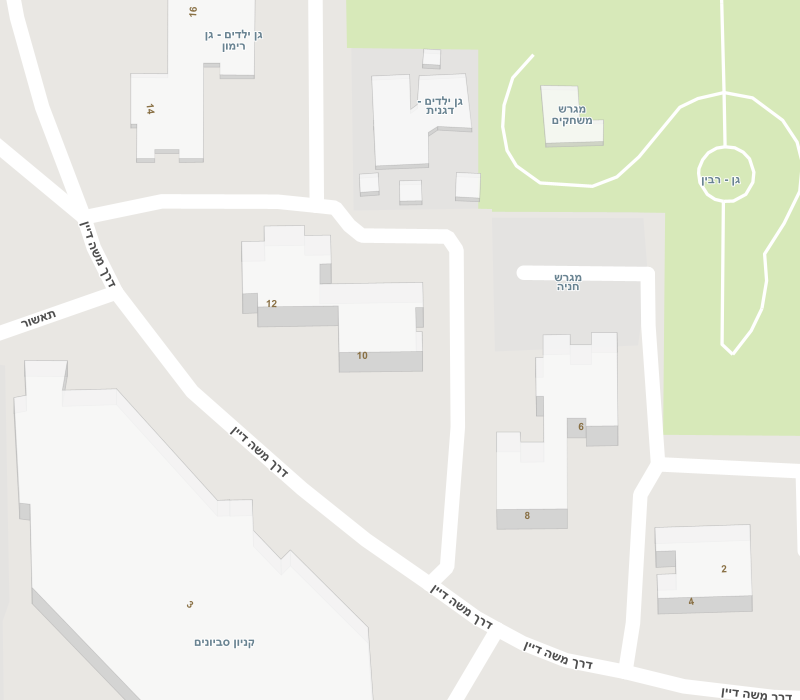 16
גן ילדים - גן
רימון
14
גן ילדים -
דגנית
מגרש
משחקים
גן - רבין
דרך משה דיין
מגרש
חניה
12
תאשור
10
דרך משה דיין
6
8
2
4
3
דרך משה דיין
קניון סביונים
דרך משה דיין
דרך משה דיין